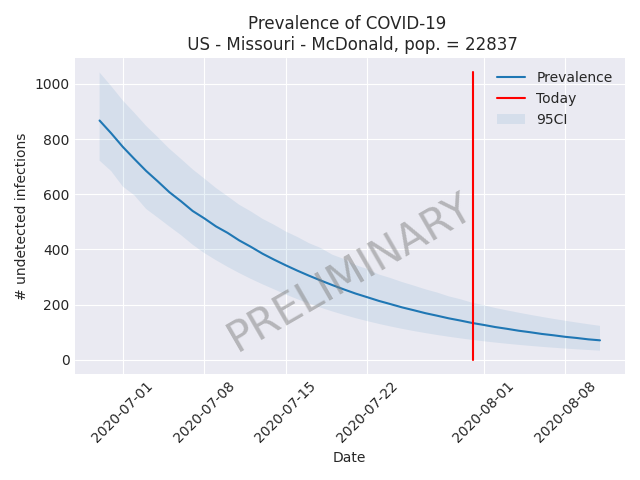 Prevalence of COVID-19
US - Missouri - McDonald, pop. = 22837
Prevalence
Today
95CI
1000
800
600
400
200
0
# undetected infections
PRELIMINARY
2020-07-01
2020-07-08
2020-07-15
2020-07-22
2020-08-01
2020-08-08
Date